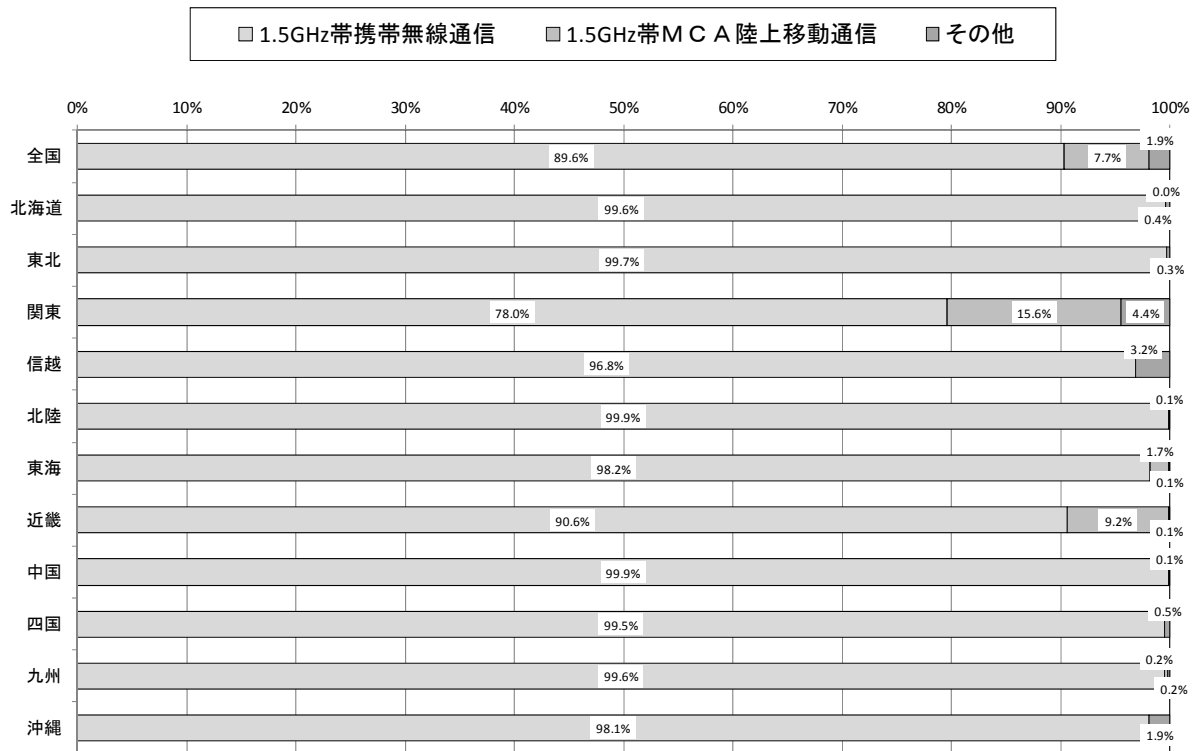 1.5GHz帯携帯無線通信 1.5GHz帯MCA陸上移動通信 その他
0% 10% 20% 30% 40% 50% 60% 70% 80% 90% 100%
全国 89.6% 7.7% 1.9%
北海道 99.6% 0.4% 0.0%
東北 99.7% 0.3%
関東 78.0% 15.6% 4.4%
信越 96.8% 3.2%
北陸 99.9% 0.1%
東海 98.2% 1.7% 0.1%
近畿 90.6% 9.2% 0.1%
中国 99.9% 0.1%
四国 99.5% 0.5%
九州 99.6% 0.2% 0.2%
沖縄 98.1% 1.9%